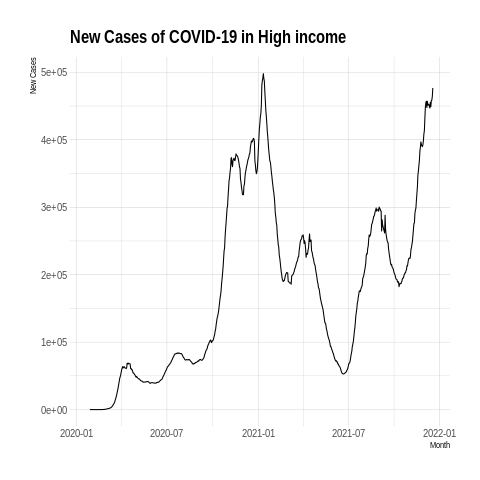 New Cases of COVID-19 in High income
New Cases
5e+05
4e+05
3e+05
2e+05
1e+05
0e+00
2020-01 2020-07 2021-01 2021-07 2022-01
Month